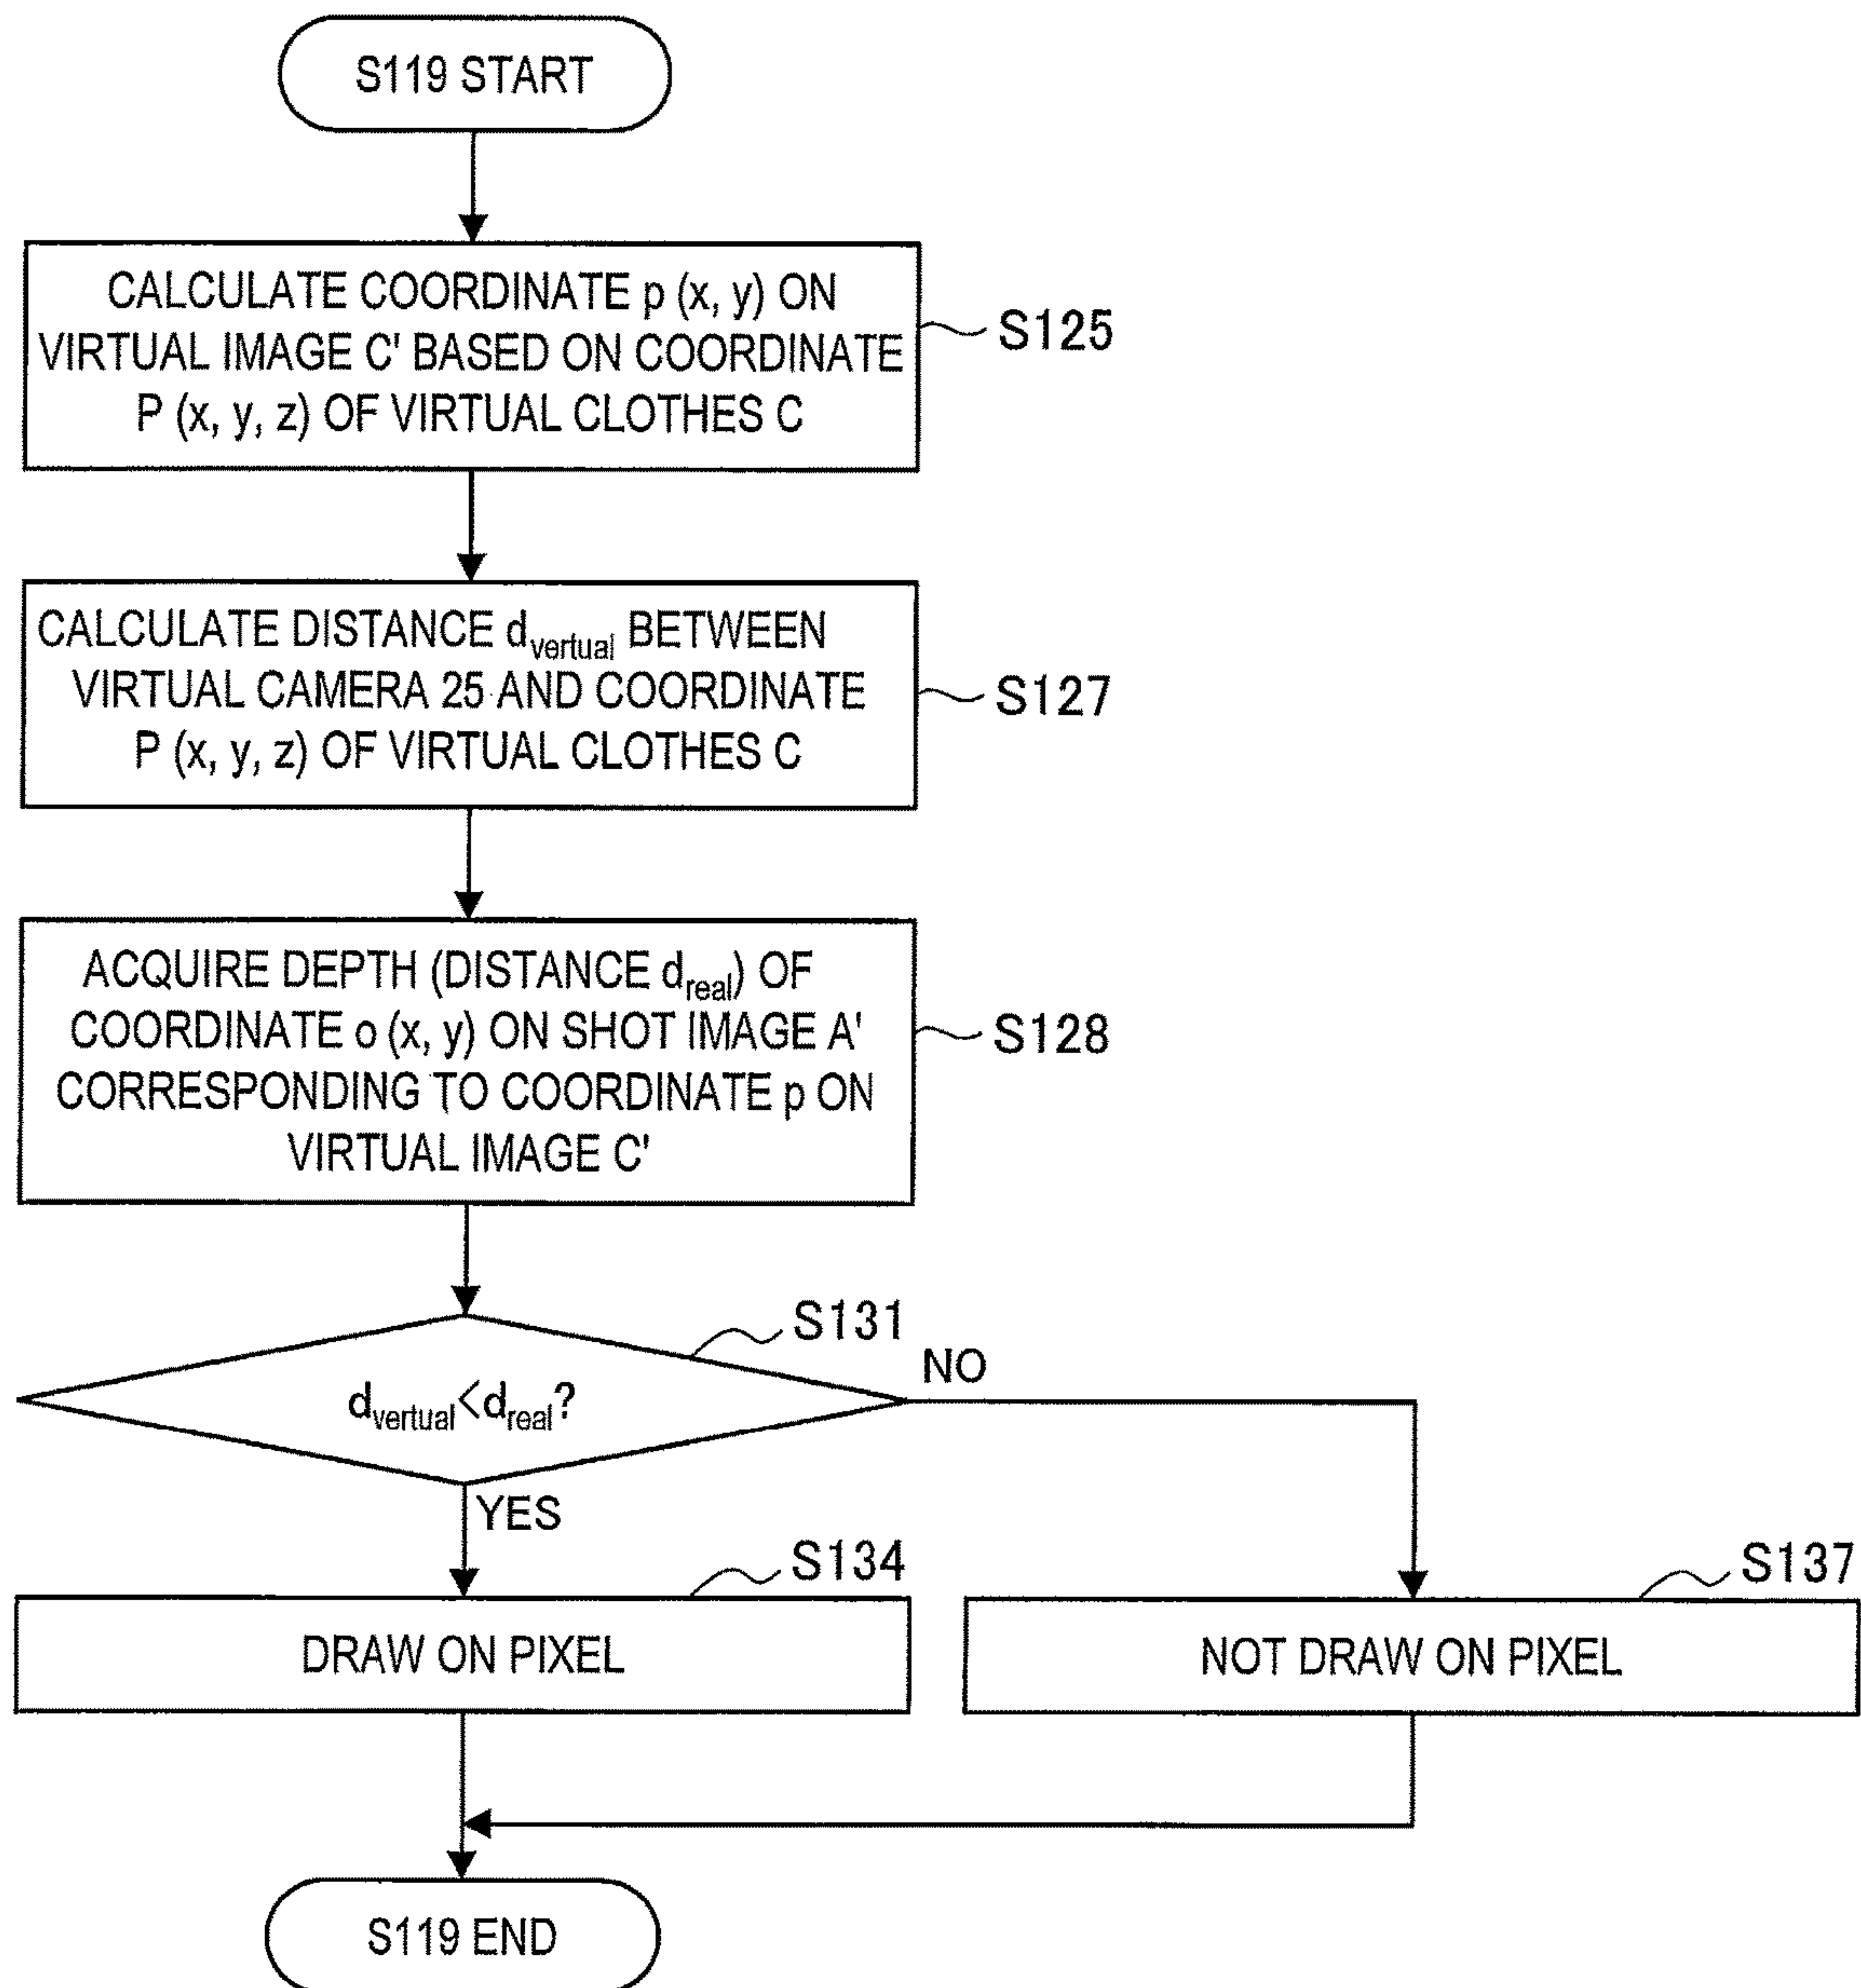 S119 START
CALCULATE COORDINATE p (x, y) ON
VIRTUAL IMAGE C' BASED ON COORDINATE
P (x, y, z) OF VIRTUAL CLOTHES C
S125
CALCULATE DISTANCE dvertual BETWEEN
VIRTUAL CAMERA 25 AND COORDINATE
P (x, y, z) OF VIRTUAL CLOTHES C
S127
ACQUIRE DEPTH (DISTANCE dreal) OF
COORDINATE o (x, y) ON SHOT IMAGE A'
CORRESPONDING TO COORDINATE p ON
VIRTUAL IMAGE C'
S128
S131
dvertual<dreal?
NO
YES
S134
DRAW ON PIXEL
S137
NOT DRAW ON PIXEL
S119 END